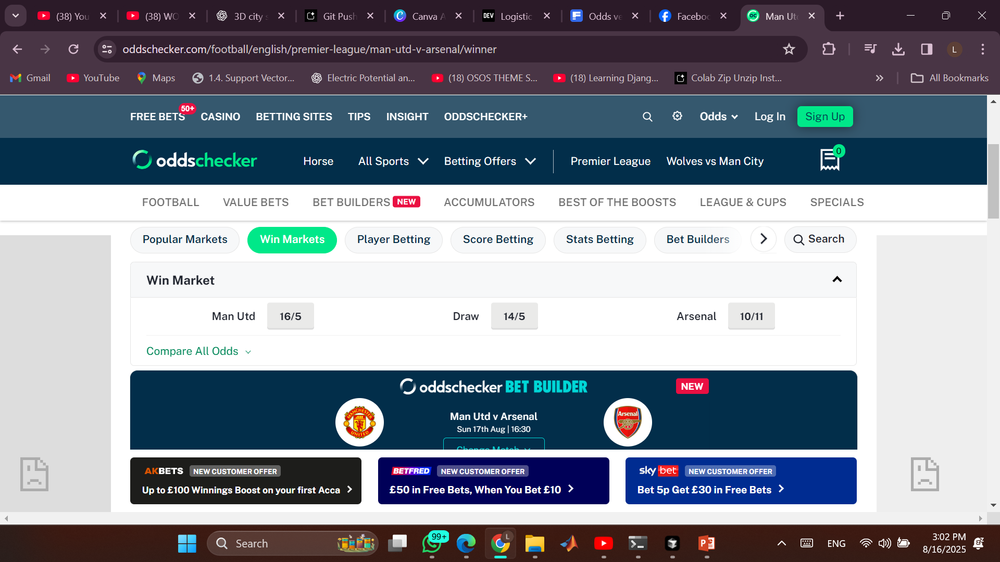 (38) You
(38) WO
3D city s
Git Push
Canva A
DEV
Logistic
Odds ve
Faceboo
Man Utd
oddschecker.com/football/english/premier-league/man-utd-v-arsenal/winner
L
Gmail
YouTube
Maps
1.4. Support Vector...
Electric Potential an...
(18) OSOS THEME S...
(18) Learning Djang...
Colab Zip Unzip Inst...
All Bookmarks
FREE BETS 50+
CASINO
BETTING SITES
TIPS
INSIGHT
ODDSCHECKER+
Odds
Log In
Sign Up
oddschecker
Horse
All Sports
Betting Offers
Premier League
Wolves vs Man City
0
FOOTBALL
VALUE BETS
BET BUILDERS NEW
ACCUMULATORS
BEST OF THE BOOSTS
LEAGUE & CUPS
SPECIALS
Popular Markets
Win Markets
Player Betting
Score Betting
Stats Betting
Bet Builders
Search
Win Market
Man Utd 16/5
Draw 14/5
Arsenal 10/11
Compare All Odds
oddschecker BET BUILDER
NEW
MANCHESTER UNITED
Man Utd v Arsenal
Sun 17th Aug | 16:30
Arsenal
Change Match
AKBETS NEW CUSTOMER OFFER
Up to £100 Winnings Boost on your first Acca
BETFRED NEW CUSTOMER OFFER
£50 in Free Bets, When You Bet £10
sky bet NEW CUSTOMER OFFER
Bet 5p Get £30 in Free Bets
Search
99+
L
ENG
3:02 PM
8/16/2025